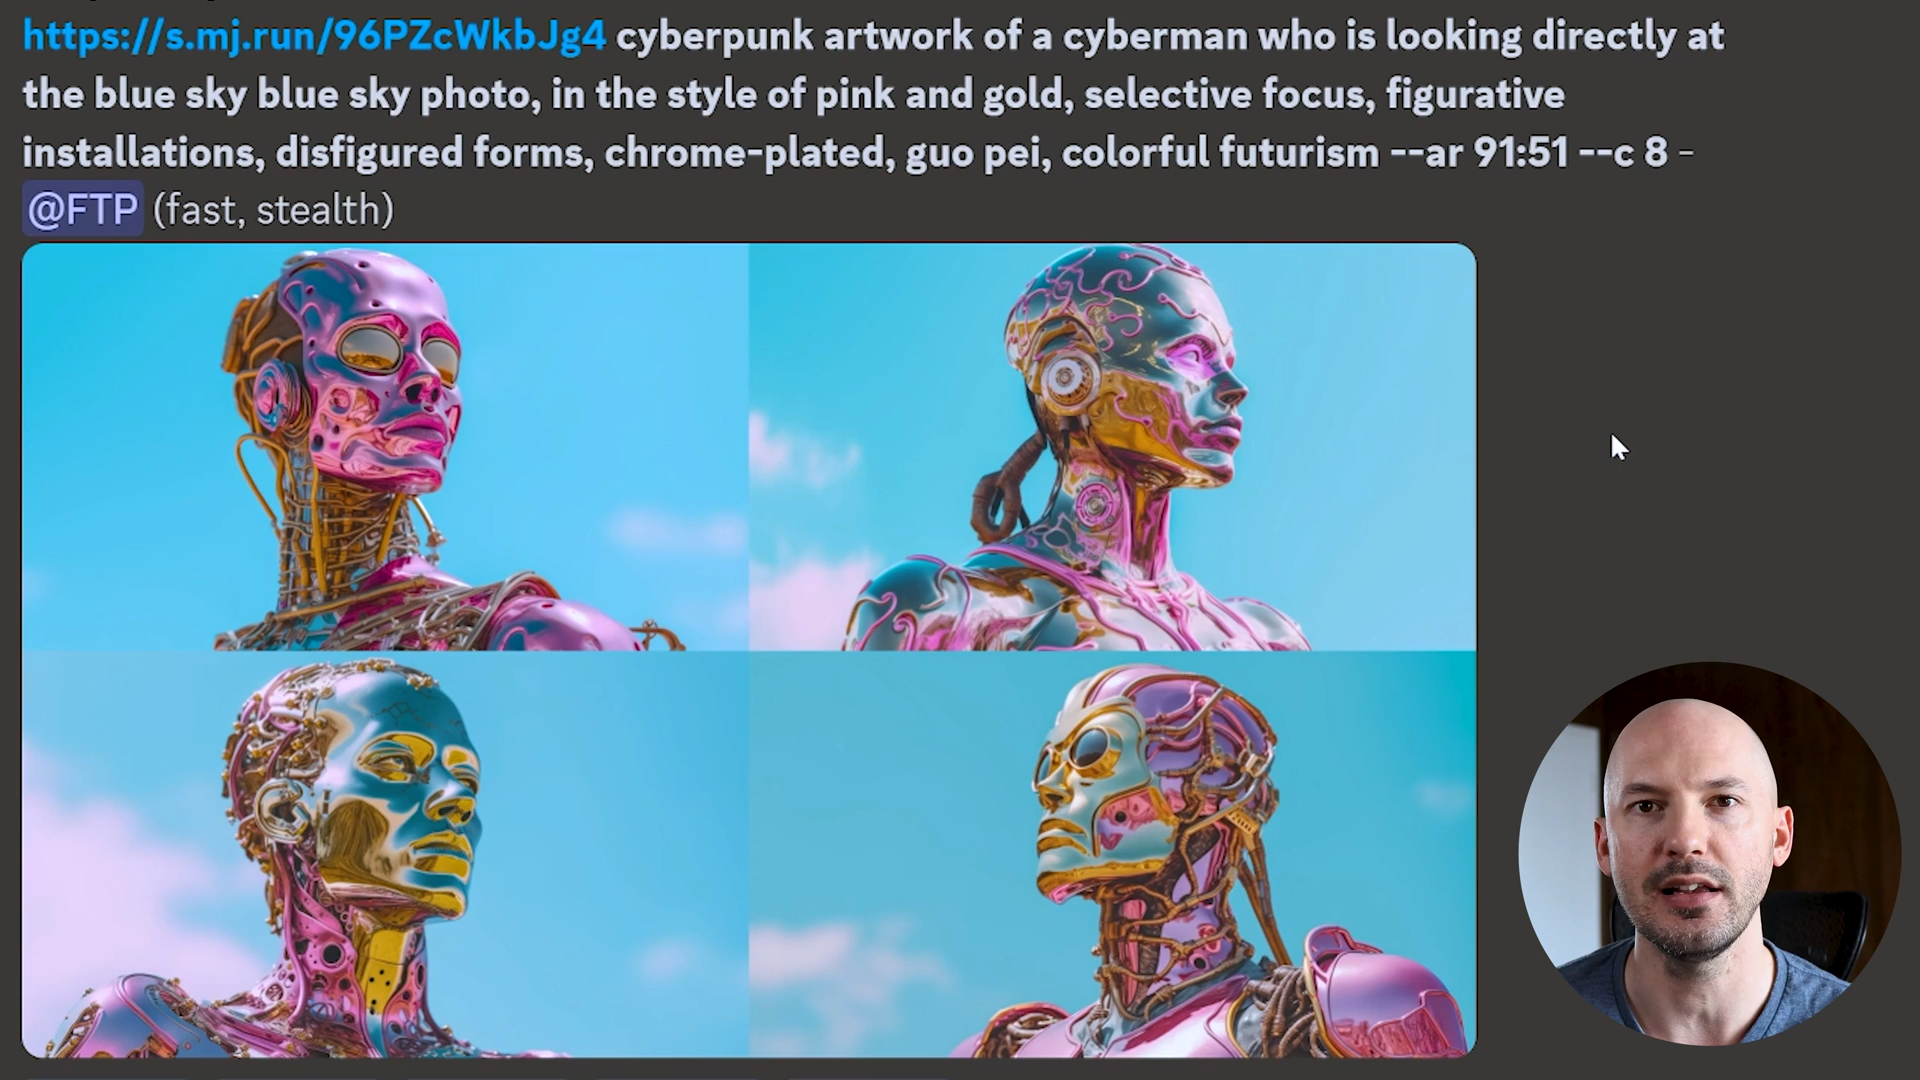 https://s.mj.run/96PZcWkbJg4 cyberpunk artwork of a cyberman who is looking directly at
the blue sky blue sky photo, in the style of pink and gold, selective focus, figurative
installations, disfigured forms, chrome-plated, guo pei, colorful futurism --ar 91:51 --c 8 -
@FTP (fast, stealth)